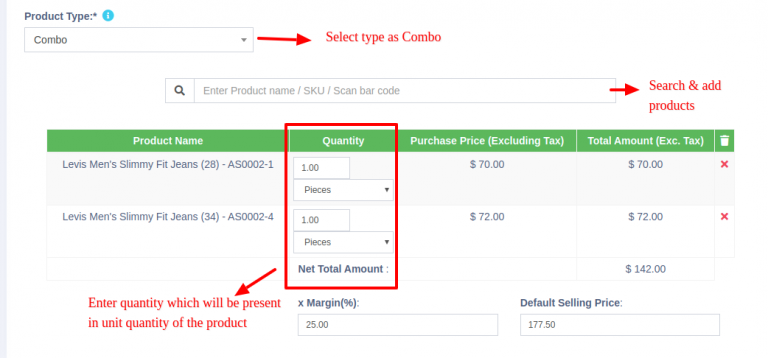 Product Type:*
Combo
Select type as Combo
Enter Product name / SKU / Scan bar code
Search & add
products
Product Name Quantity Purchase Price (Excluding Tax) Total Amount (Exc. Tax)
Levis Men's Slimmy Fit Jeans (28) - AS0002-1 1.00 $ 70.00 $ 70.00
Pieces
Levis Men's Slimmy Fit Jeans (34) - AS0002-4 1.00 $ 72.00 $ 72.00
Pieces
Net Total Amount : $ 142.00
Enter quantity which will be present
in unit quantity of the product
x Margin(%): Default Selling Price:
25.00 177.50